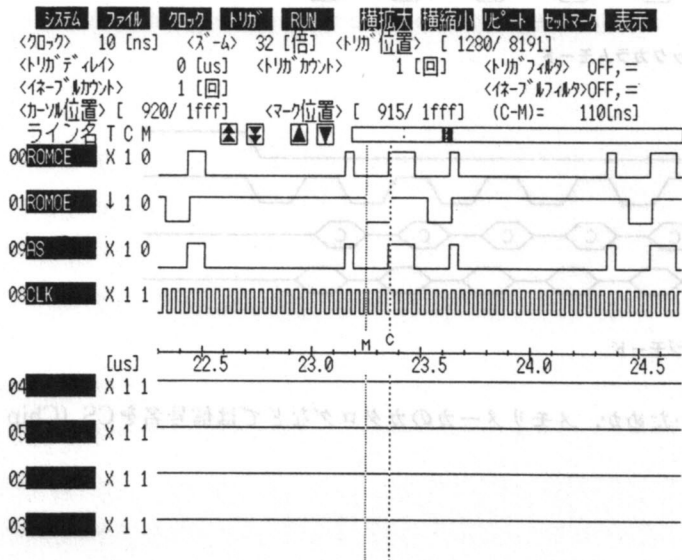 システム ファイル クロック トリガ RUN 横拡大 横縮小 リピート セットマーク 表示
<クロック> 10 [ns] <ズーム> 32 [倍] <トリガ位置> [ 1280/ 8191]
<トリガディレイ> 0 [us] <トリガカウント> 1 [回] <トリガフィルタ> OFF,=
<イネーブルカウント> 1 [回] <イネーブルフィルタ>OFF,=
<カーソル位置> [ 920/ 1fff] <マーク位置> [ 915/ 1fff] (C-M)= 110[ns]
ライン名 T C M
00 ROMCE X 1 0
01 ROMOE ↓ 1 0
09 AS X 1 0
08 CLK X 1 1
M C
[us] 22.5 23.0 23.5 24.0 24.5
04 X 1 1
05 X 1 1
02 X 1 1
03 X 1 1